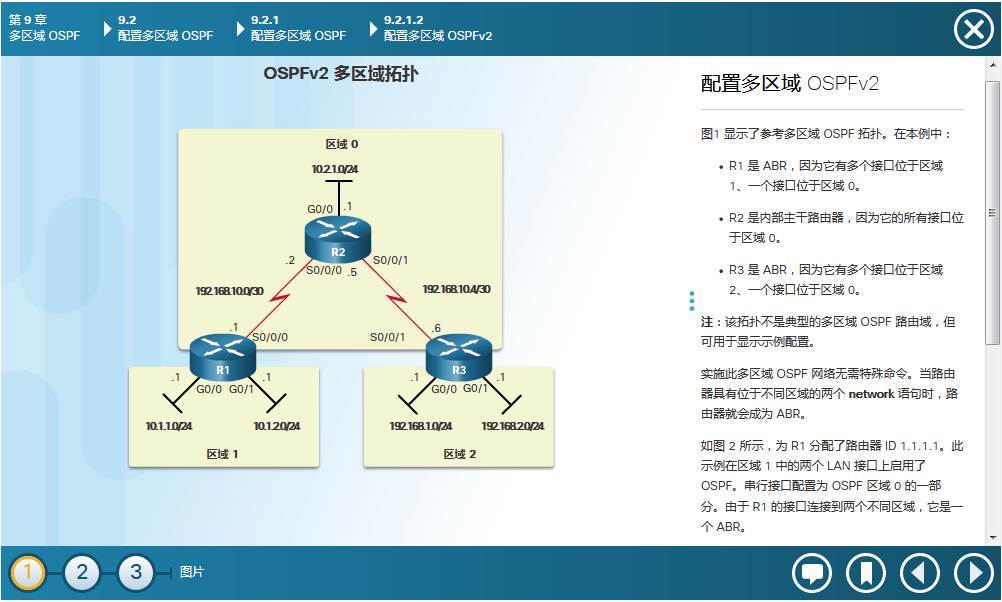 第 9 章
多区域 OSPF
9.2
配置多区域 OSPF
9.2.1
配置多区域 OSPF
9.2.1.2
配置多区域 OSPFv2
OSPFv2 多区域拓扑
区域 0
10.2.1.0/24
G0/0
.1
R2
.2
S0/0/0
.5
S0/0/1
192.168.10.0/30
192.168.10.4/30
.1
S0/0/0
S0/0/1
.6
R1
R3
.1
G0/0
G0/1
.1
.1
G0/0
G0/1
.1
10.1.1.0/24
10.1.2.0/24
192.168.1.0/24
192.168.2.0/24
区域 1
区域 2
配置多区域 OSPFv2
图1 显示了参考多区域 OSPF 拓扑。在本例中：
• R1 是 ABR，因为它有多个接口位于区域
1、一个接口位于区域 0。
• R2 是内部主干路由器，因为它的所有接口位
于区域 0。
• R3 是 ABR，因为它有多个接口位于区域
2、一个接口位于区域 0。
注：该拓扑不是典型的多区域 OSPF 路由域，但
可用于显示示例配置。
实施此多区域 OSPF 网络无需特殊命令。当路由
器具有位于不同区域的两个 network 语句时，路
由器就会成为 ABR。
如图 2 所示，为 R1 分配了路由器 ID 1.1.1.1。此
示例在区域 1 中的两个 LAN 接口上启用了
OSPF。串行接口配置为 OSPF 区域 0 的一部
分。由于 R1 的接口连接到两个不同区域，它是一
个 ABR。
1
2
3
图片